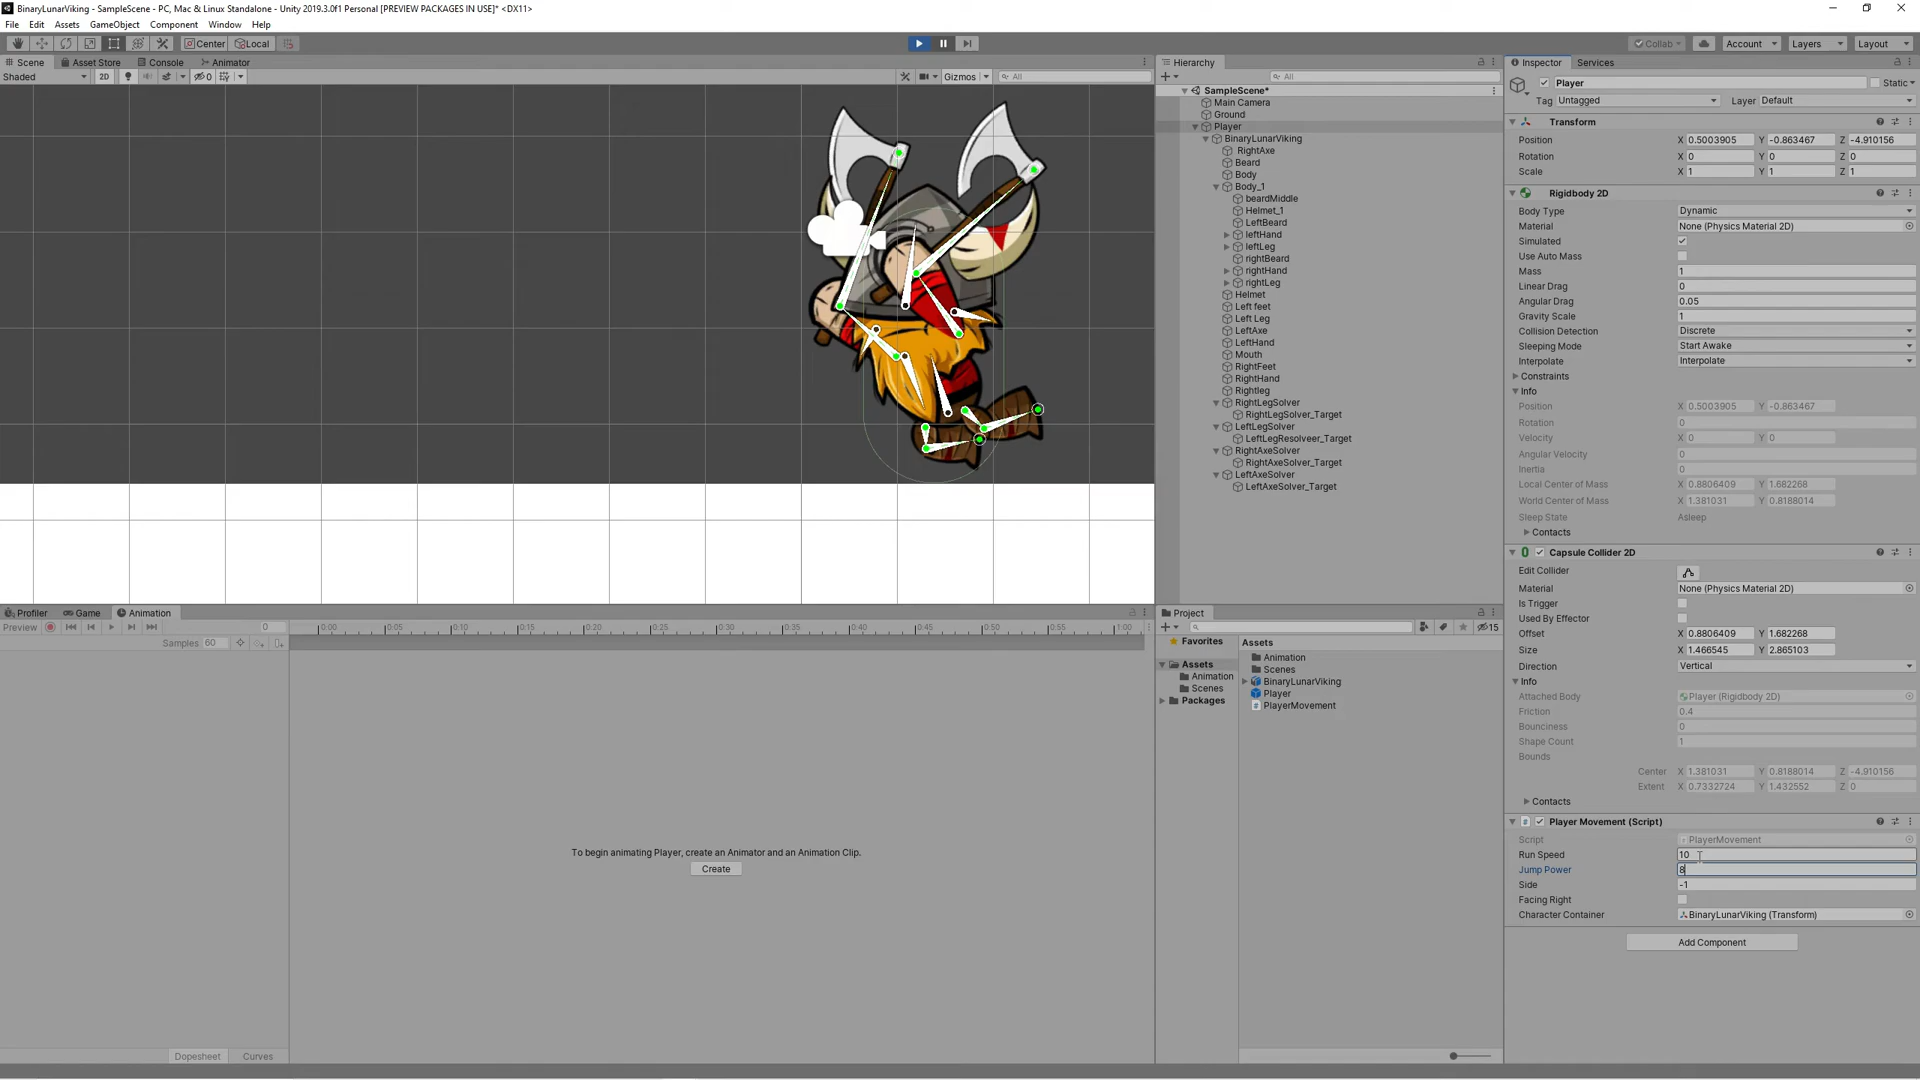 BinaryLunarViking - SampleScene - PC, Mac & Linux Standalone - Unity 2019.3.0f1 Personal [PREVIEW PACKAGES IN USE]* <DX11>
File Edit Assets GameObject Component Window Help
Center Local Collab Account Layers Layout
Scene Asset Store Console Animator
Shaded 2D 0 Gizmos All
Hierarchy
All
SampleScene*
Main Camera
Ground
Player
BinaryLunarViking
RightAxe
Beard
Body
Body_1
beardMiddle
Helmet_1
LeftBeard
leftHand
leftLeg
rightBeard
rightHand
rightLeg
Helmet
Left feet
Left Leg
LeftAxe
LeftHand
Mouth
RightFeet
RightHand
Rightleg
RightLegSolver
RightLegSolver_Target
LeftLegSolver
LeftLegResolveer_Target
RightAxeSolver
RightAxeSolver_Target
LeftAxeSolver
LeftAxeSolver_Target
Inspector Services
Player Static
Tag Untagged Layer Default
Transform
Position X 0.5003905 Y -0.863467 Z -4.910156
Rotation X 0 Y 0 Z 0
Scale X 1 Y 1 Z 1
Rigidbody 2D
Body Type Dynamic
Material None (Physics Material 2D)
Simulated
Use Auto Mass
Mass 1
Linear Drag 0
Angular Drag 0.05
Gravity Scale 1
Collision Detection Discrete
Sleeping Mode Start Awake
Interpolate Interpolate
Constraints
Info
Position X 0.5003905 Y -0.863467
Rotation 0
Velocity X 0 Y 0
Angular Velocity 0
Inertia 0
Local Center of Mass X 0.8806409 Y 1.682268
World Center of Mass X 1.381031 Y 0.8188014
Sleep State Asleep
Contacts
Capsule Collider 2D
Edit Collider
Material None (Physics Material 2D)
Is Trigger
Used By Effector
Offset X 0.8806409 Y 1.682268
Size X 1.466545 Y 2.865103
Direction Vertical
Info
Attached Body Player (Rigidbody 2D)
Friction 0.4
Bounciness 0
Shape Count 1
Bounds
Center X 1.381031 Y 0.8188014 Z -4.910156
Extent X 0.7332724 Y 1.432552 Z 0
Contacts
Player Movement (Script)
Script PlayerMovement
Run Speed 10
Jump Power 8
Side -1
Facing Right
Character Container BinaryLunarViking (Transform)
Add Component
Profiler Game Animation
Preview 0 0:00 0:05 0:10 0:15 0:20 0:25 0:30 0:35 0:40 0:45 0:50 0:55 1:00
Samples 60
To begin animating Player, create an Animator and an Animation Clip.
Create
Dopesheet Curves
Project
15
Favorites
Assets
Animation
Scenes
Packages
Assets
Animation
Scenes
BinaryLunarViking
Player
PlayerMovement